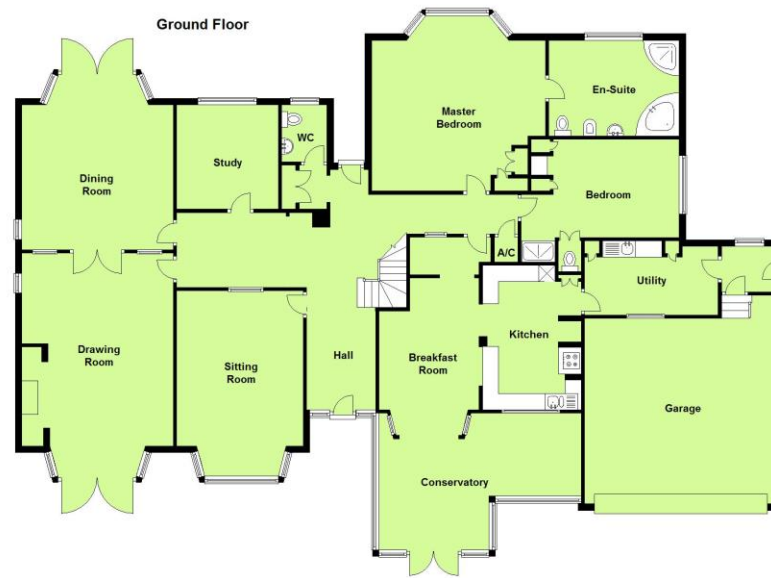 Ground Floor
En-Suite
Master
Bedroom
WC
Study
Dining
Room
Bedroom
A/C
Utility
Kitchen
Hall
Breakfast
Room
Drawing
Room
Sitting
Room
Garage
Conservatory